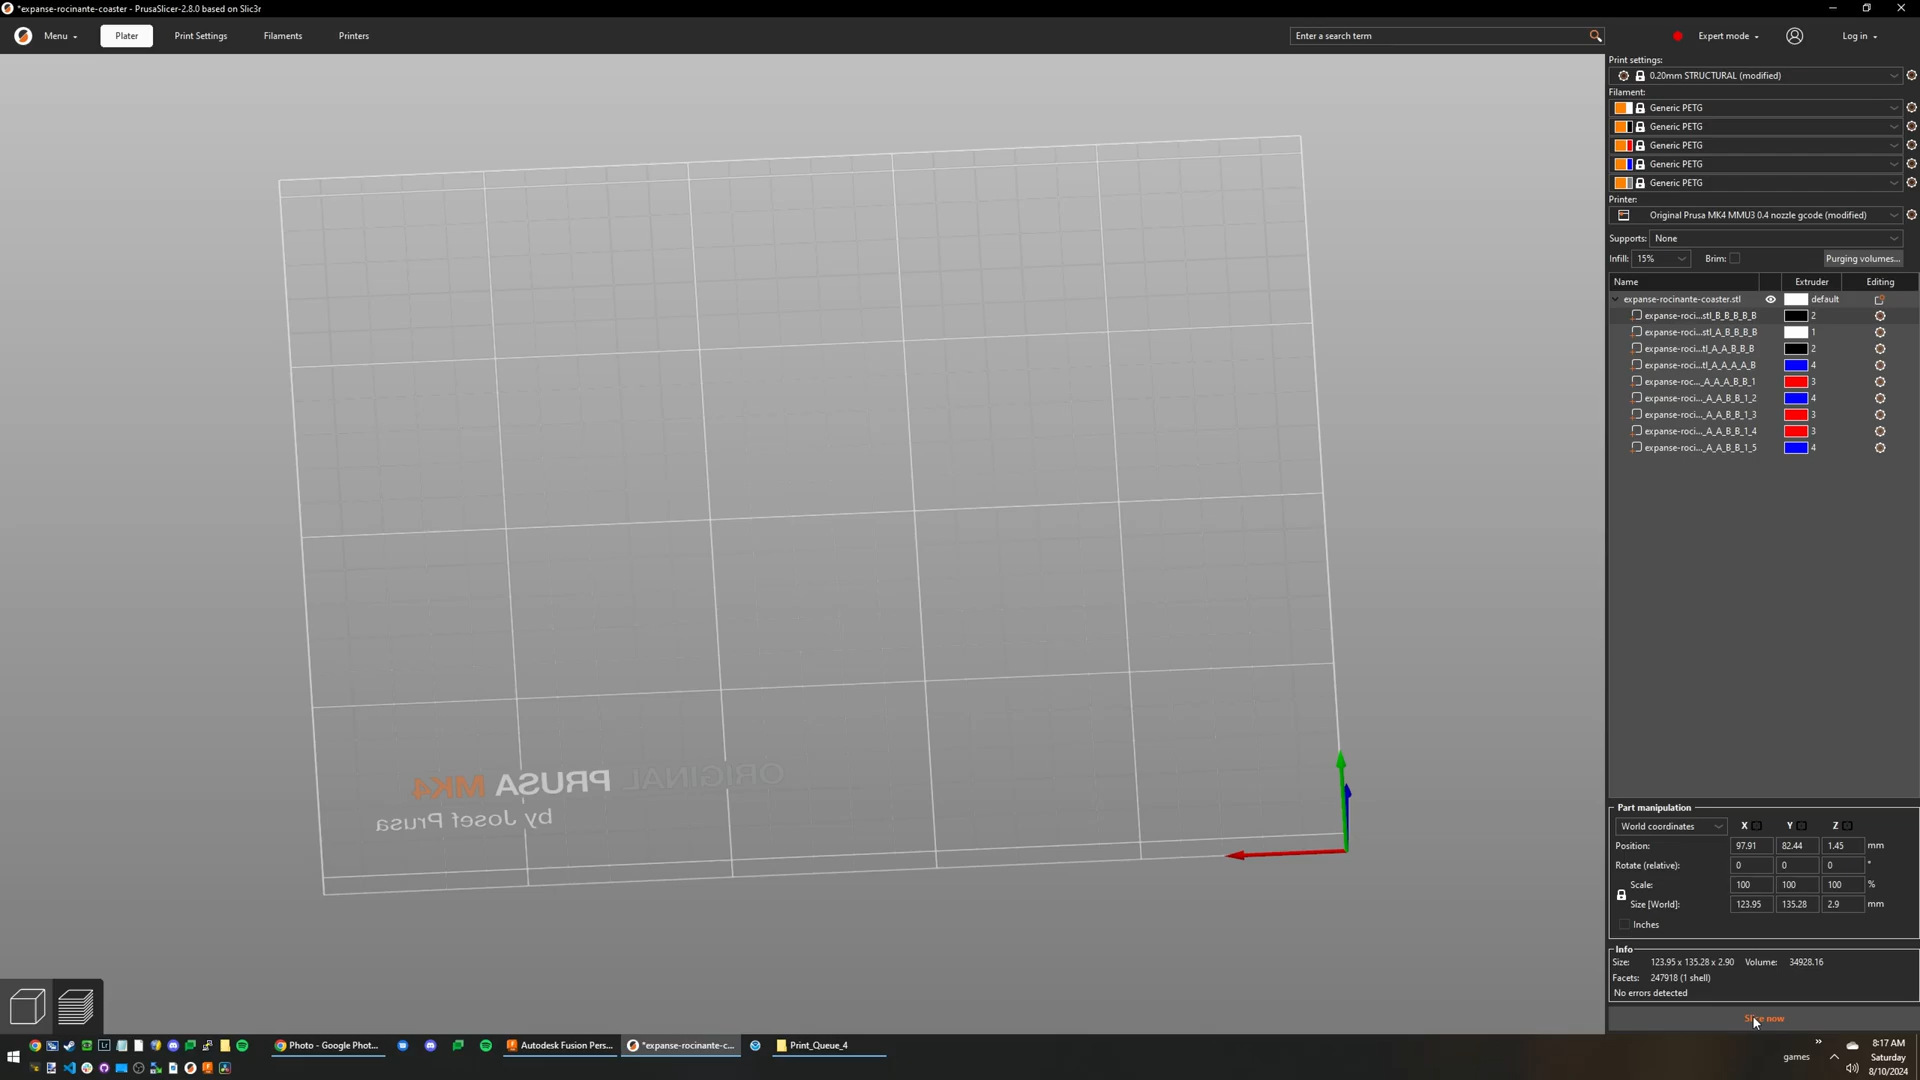 *expanse-rocinante-coaster - PrusaSlicer-2.8.0 based on Slic3r
Menu
Plater
Print Settings
Filaments
Printers
Enter a search term
Expert mode
Log in
Print settings:
0.20mm STRUCTURAL (modified)
Filament:
Generic PETG
Generic PETG
Generic PETG
Generic PETG
Generic PETG
Printer:
Original Prusa MK4 MMU3 0.4 nozzle gcode (modified)
Supports: None
Infill: 15% Brim: Purging volumes...
Name Extruder Editing
expanse-rocinante-coaster.stl default
expanse-roci...stl_B_B_B_B_B 2
expanse-roci...stl_A_B_B_B_B 1
expanse-roci...tl_A_A_B_B_B 2
expanse-roci...tl_A_A_A_A_B 4
expanse-roc..._A_A_A_B_B_1 3
expanse-roci..._A_A_B_B_1_2 4
expanse-roci..._A_A_B_B_1_3 3
expanse-roci..._A_A_B_B_1_4 3
expanse-roci..._A_A_B_B_1_5 4
ORIGINAL PRUSA MK4
by Josef Prusa
Part manipulation
World coordinates X Y Z
Position: 97.91 82.44 1.45 mm
Rotate (relative): 0 0 0 °
Scale: 100 100 100 %
Size [World]: 123.95 135.28 2.9 mm
Inches
Info
Size: 123.95 x 135.28 x 2.90 Volume: 34928.16
Facets: 247918 (1 shell)
No errors detected
Slice now
Photo - Google Phot...
Autodesk Fusion Pers...
*expanse-rocinante-c...
Print_Queue_4
games
8:17 AM
Saturday
8/10/2024